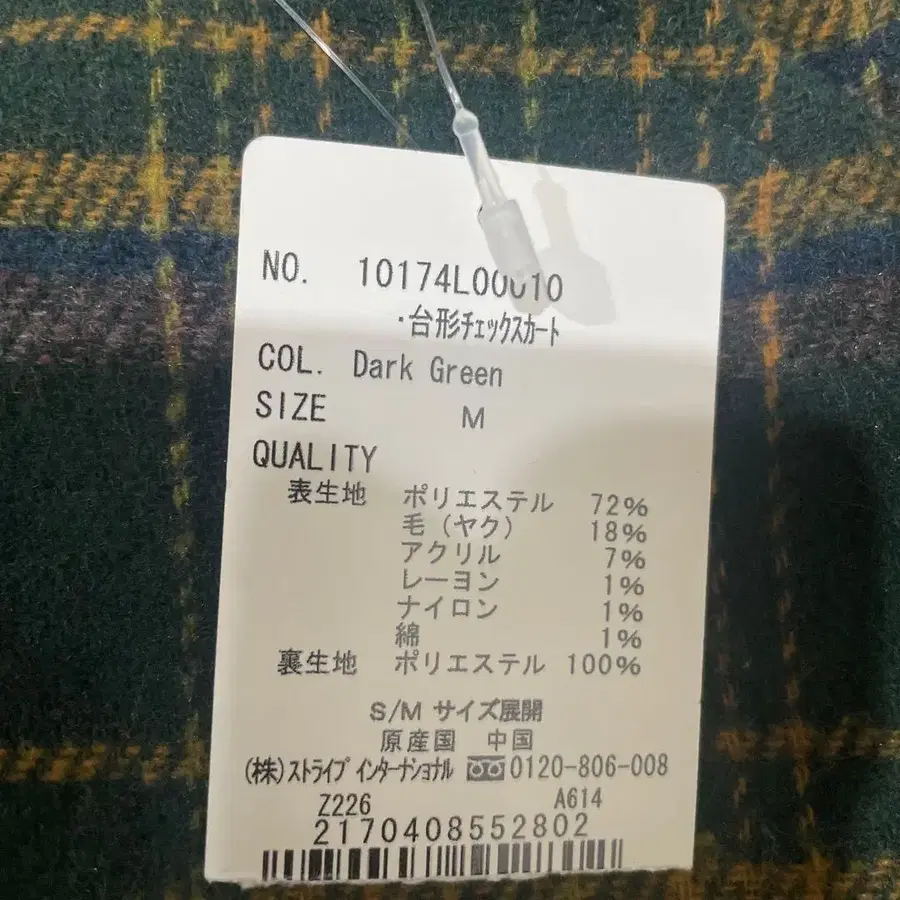 NO. 10174L00010
・台形チェックスカート
COL. Dark Green
SIZE M
QUALITY
表生地 ポリエステル 72%
毛(ヤク) 18%
アクリル 7%
レーヨン 1%
ナイロン 1%
綿 1%
裏生地 ポリエステル 100%
S/M サイズ展開
原産国 中国
(株)ストライプインターナショナル 0120-806-008
Z226 A614
2170408552802